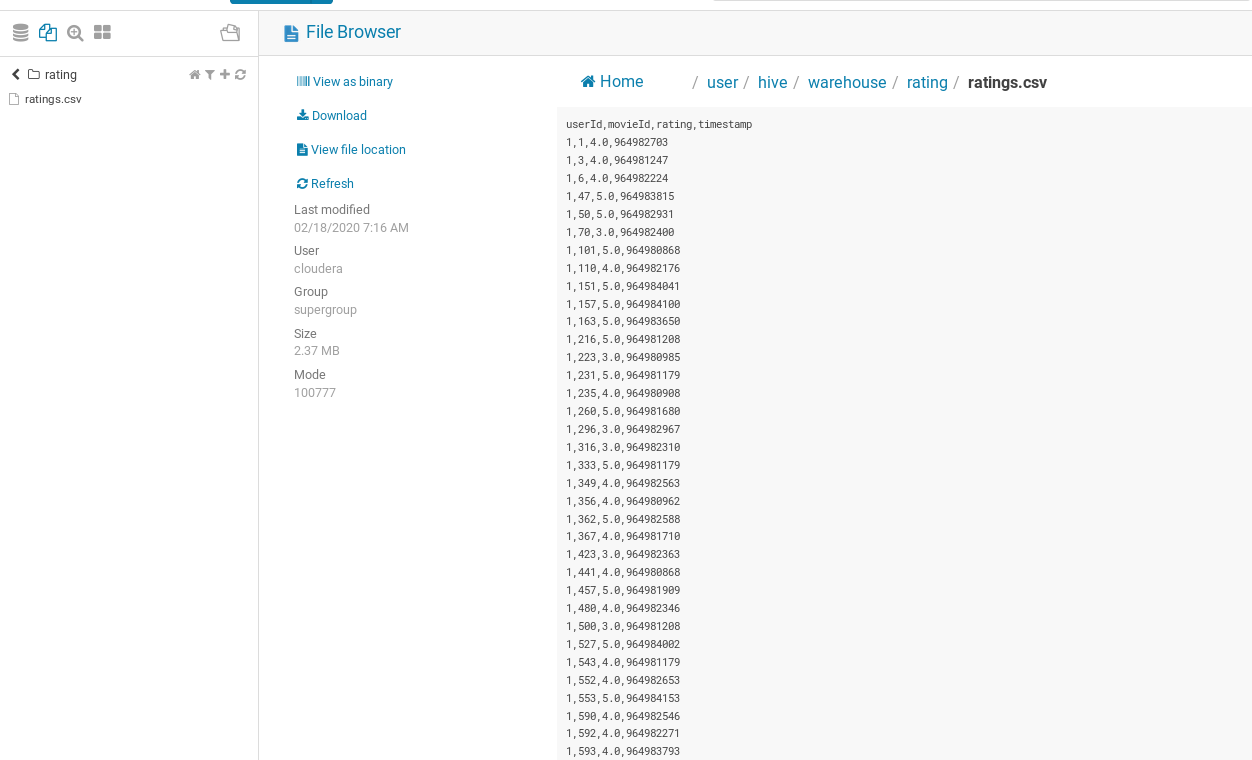 File Browser
rating
ratings.csv
View as binary
Download
View file location
Refresh
Last modified
02/18/2020 7:16 AM
User
cloudera
Group
supergroup
Size
2.37 MB
Mode
100777
Home / user / hive / warehouse / rating / ratings.csv
userId,movieId,rating,timestamp
1,1,4.0,964982703
1,3,4.0,964981247
1,6,4.0,964982224
1,47,5.0,964983815
1,50,5.0,964982931
1,70,3.0,964982400
1,101,5.0,964980868
1,110,4.0,964982176
1,151,5.0,964984041
1,157,5.0,964984100
1,163,5.0,964983650
1,216,5.0,964981208
1,223,3.0,964980985
1,231,5.0,964981179
1,235,4.0,964980908
1,260,5.0,964981680
1,296,3.0,964982967
1,316,3.0,964982310
1,333,5.0,964981179
1,349,4.0,964982563
1,356,4.0,964980962
1,362,5.0,964982588
1,367,4.0,964981710
1,423,3.0,964982363
1,441,4.0,964980868
1,457,5.0,964981909
1,480,4.0,964982346
1,500,3.0,964981208
1,527,5.0,964984002
1,543,4.0,964981179
1,552,4.0,964982653
1,553,5.0,964984153
1,590,4.0,964982546
1,592,4.0,964982271
1,593,4.0,964983793